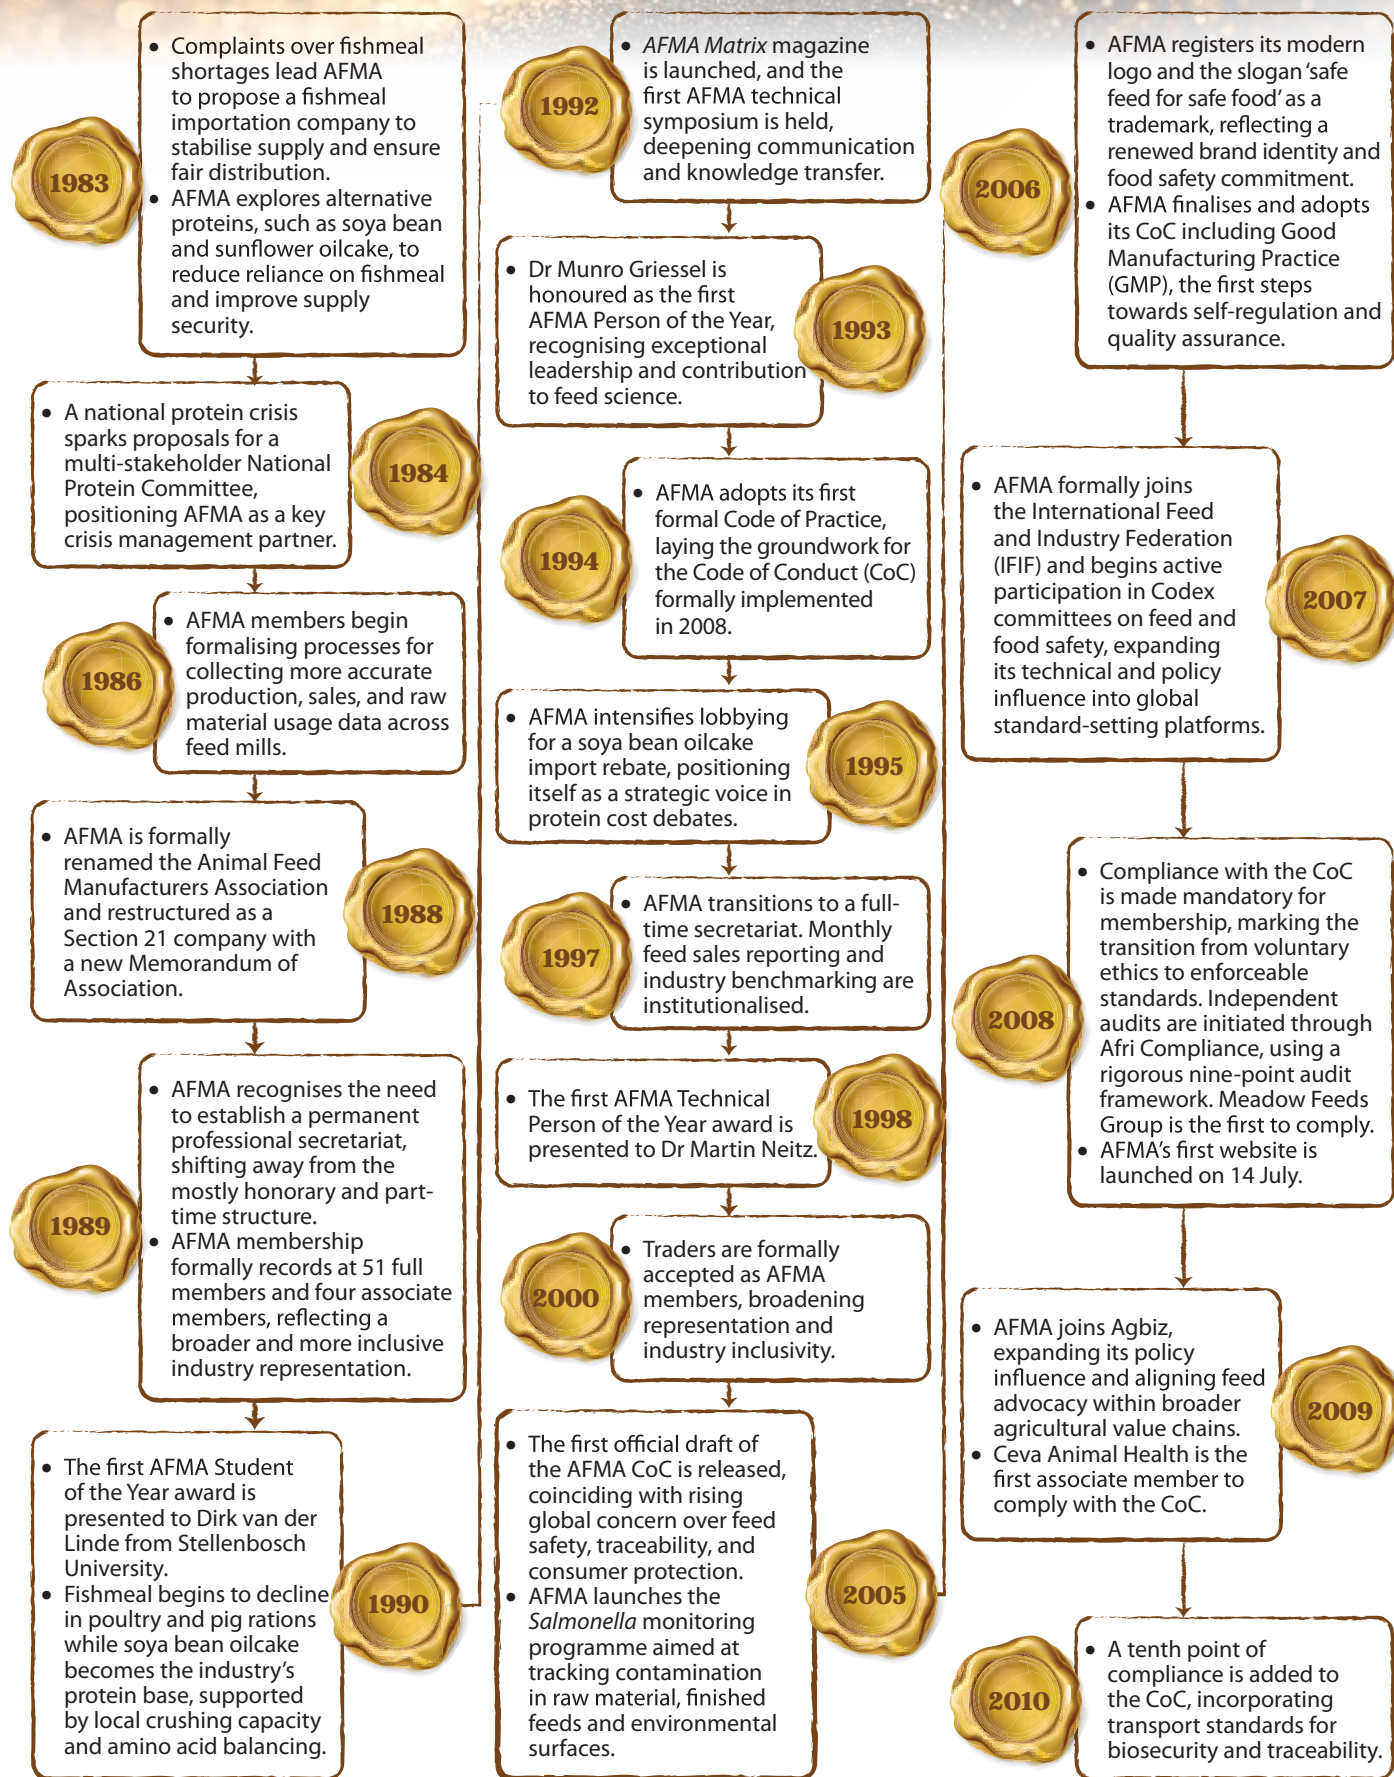 1983
• Complaints over fishmeal
shortages lead AFMA
to propose a fishmeal
importation company to
stabilise supply and ensure
fair distribution.
• AFMA explores alternative
proteins, such as soya bean
and sunflower oilcake, to
reduce reliance on fishmeal
and improve supply
security.
1984
• A national protein crisis
sparks proposals for a
multi-stakeholder National
Protein Committee,
positioning AFMA as a key
crisis management partner.
1986
• AFMA members begin
formalising processes for
collecting more accurate
production, sales, and raw
material usage data across
feed mills.
1988
• AFMA is formally
renamed the Animal Feed
Manufacturers Association
and restructured as a
Section 21 company with
a new Memorandum of
Association.
1989
• AFMA recognises the need
to establish a permanent
professional secretariat,
shifting away from the
mostly honorary and part-
time structure.
• AFMA membership
formally records at 51 full
members and four associate
members, reflecting a
broader and more inclusive
industry representation.
1990
• The first AFMA Student
of the Year award is
presented to Dirk van der
Linde from Stellenbosch
University.
• Fishmeal begins to decline
in poultry and pig rations
while soya bean oilcake
becomes the industry's
protein base, supported
by local crushing capacity
and amino acid balancing.
1992
• AFMA Matrix magazine
is launched, and the
first AFMA technical
symposium is held,
deepening communication
and knowledge transfer.
1993
• Dr Munro Griessel is
honoured as the first
AFMA Person of the Year,
recognising exceptional
leadership and contribution
to feed science.
1994
• AFMA adopts its first
formal Code of Practice,
laying the groundwork for
the Code of Conduct (CoC)
formally implemented
in 2008.
1995
• AFMA intensifies lobbying
for a soya bean oilcake
import rebate, positioning
itself as a strategic voice in
protein cost debates.
1997
• AFMA transitions to a full-
time secretariat. Monthly
feed sales reporting and
industry benchmarking are
institutionalised.
1998
• The first AFMA Technical
Person of the Year award is
presented to Dr Martin Neitz.
2000
• Traders are formally
accepted as AFMA
members, broadening
representation and
industry inclusivity.
2005
• The first official draft of
the AFMA CoC is released,
coinciding with rising
global concern over feed
safety, traceability, and
consumer protection.
• AFMA launches the
Salmonella monitoring
programme aimed at
tracking contamination
in raw material, finished
feeds and environmental
surfaces.
2006
• AFMA registers its modern
logo and the slogan 'safe
feed for safe food' as a
trademark, reflecting a
renewed brand identity and
food safety commitment.
• AFMA finalises and adopts
its CoC including Good
Manufacturing Practice
(GMP), the first steps
towards self-regulation and
quality assurance.
2007
• AFMA formally joins
the International Feed
and Industry Federation
(IFIF) and begins active
participation in Codex
committees on feed and
food safety, expanding
its technical and policy
influence into global
standard-setting platforms.
2008
• Compliance with the CoC
is made mandatory for
membership, marking the
transition from voluntary
ethics to enforceable
standards. Independent
audits are initiated through
Afri Compliance, using a
rigorous nine-point audit
framework. Meadow Feeds
Group is the first to comply.
• AFMA's first website is
launched on 14 July.
2009
• AFMA joins Agbiz,
expanding its policy
influence and aligning feed
advocacy within broader
agricultural value chains.
• Ceva Animal Health is the
first associate member to
comply with the CoC.
2010
• A tenth point of
compliance is added to
the CoC, incorporating
transport standards for
biosecurity and traceability.